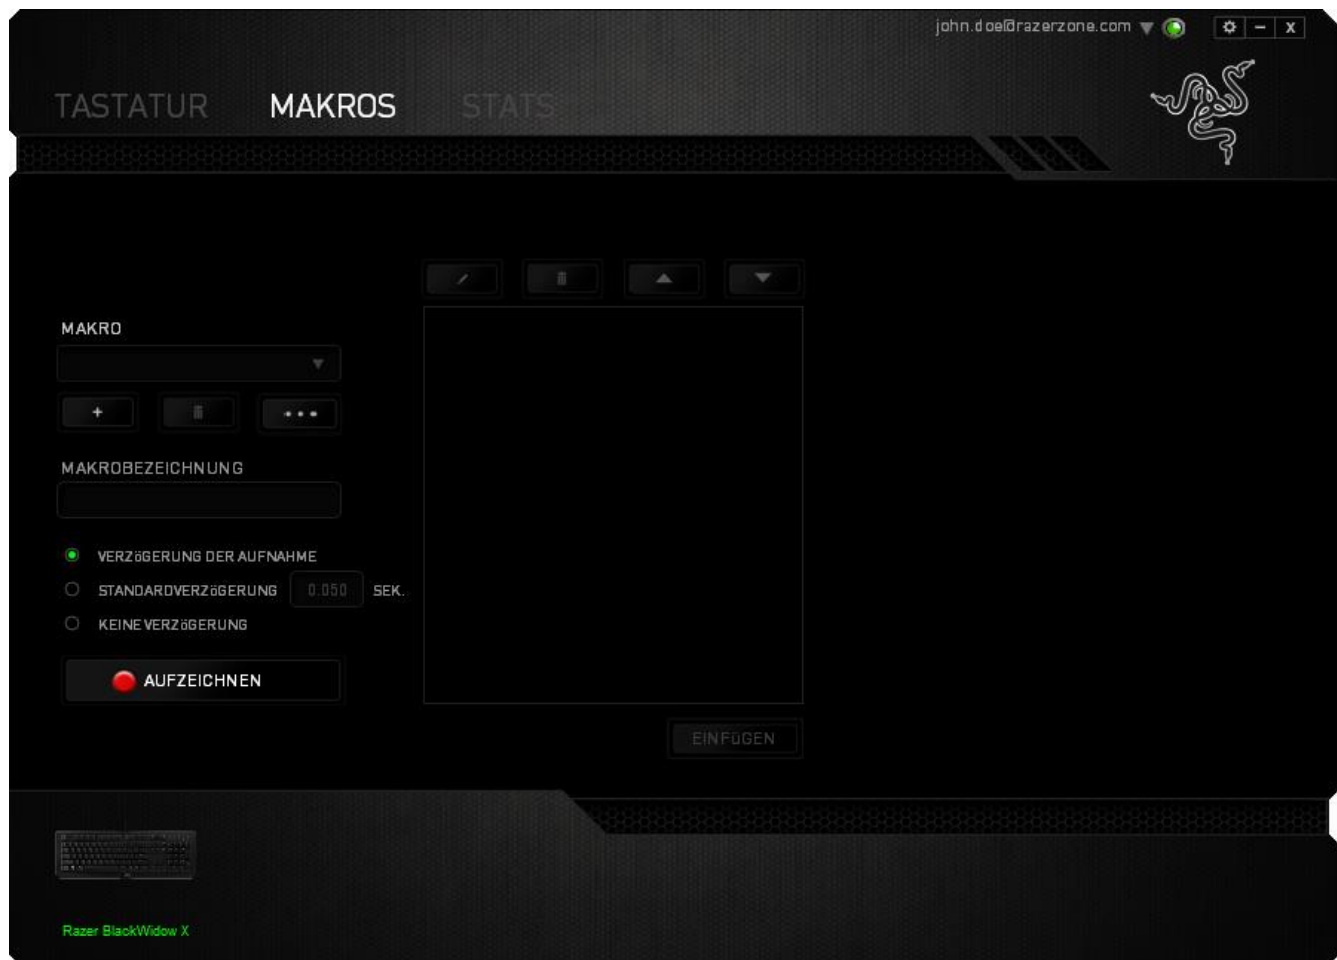 john.doe@razerzone.com
TASTATUR MAKROS STATS
MAKRO
MAKROBEZEICHNUNG
VERZÖGERUNG DER AUFNAHME
STANDARDVERZÖGERUNG 0.050 SEK.
KEINE VERZÖGERUNG
AUFZEICHNEN
EINFÜGEN
Razer BlackWidow X